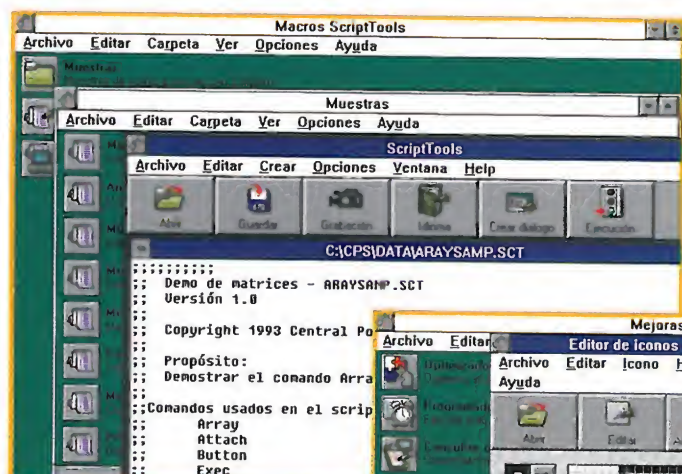 Macros ScriptTools
Archivo Editar Carpeta Ver Opciones Ayuda
Muestras
Muestras
Archivo Editar Carpeta Ver Opciones Ayuda
ScriptTools
Archivo Editar Crear Opciones Ventana Help
Abrir Guardar Grabación Idioma Crear diálogo Ejecución
C:\CPS\DATA\ARAYSAMP.SCT
;;;;;;;;;;
;; Demo de matrices - ARAYSAMP.SCT
;; Versión 1.0
;;
;; Copyright 1993 Central Po
;;
;; Propósito:
;; Demostrar el comando Arra
;;
;;Comandos usados en el scrip
;; Array
;; Attach
;; Button
;; Exec
Mejoras
Archivo Editar
Editor de iconos
Archivo Editar Icono H
Ayuda
Abrir Editar